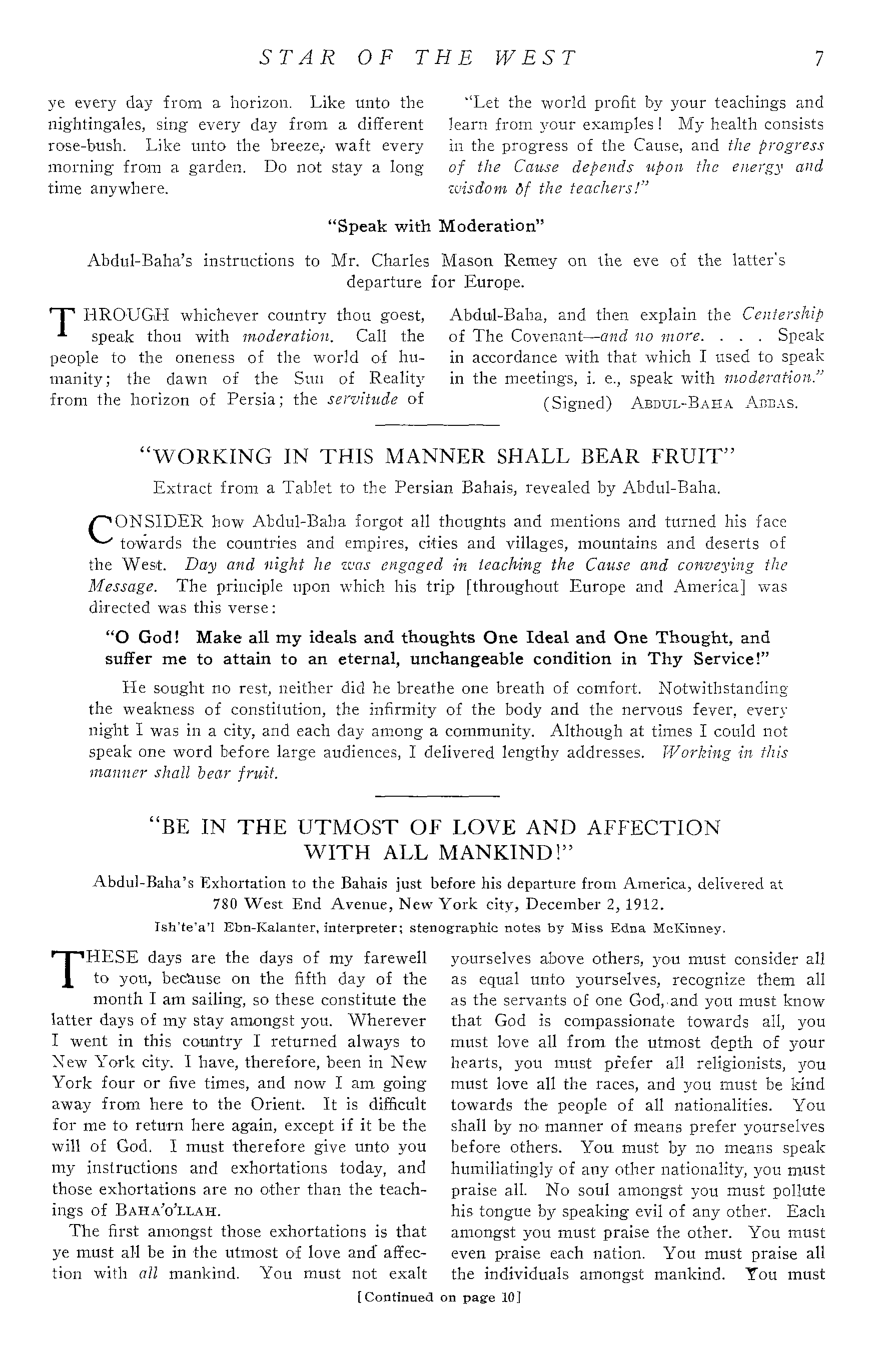 STAR OF THE WEST 7
ye every day from a horizon. Like unto the
nightingales, sing every day from a different
rose-bush. Like unto the breeze, waft every
morning from a garden. Do not stay a long
time anywhere.
"Let the world profit by your teachings and
learn from your examples! My health consists
in the progress of the Cause, and the progress
of the Cause depends upon the energy and
wisdom of the teachers!"
"Speak with Moderation"
Abdul-Baha's instructions to Mr. Charles Mason Remey on the eve of the latter's
departure for Europe.
THROUGH whichever country thou goest,
speak thou with moderation. Call the
people to the oneness of the world of hu-
manity; the dawn of the Sun of Reality
from the horizon of Persia; the servitude of
Abdul-Baha, and then explain the Centership
of The Covenant—and no more. . . . Speak
in accordance with that which I used to speak
in the meetings, i. e., speak with moderation."
(Signed) ABDUL-BAHA ABBAS.
"WORKING IN THIS MANNER SHALL BEAR FRUIT"
Extract from a Tablet to the Persian Bahais, revealed by Abdul-Baha.
CONSIDER how Abdul-Baha forgot all thoughts and mentions and turned his face
towards the countries and empires, cities and villages, mountains and deserts of
the West. Day and night he was engaged in teaching the Cause and conveying the
Message. The principle upon which his trip [throughout Europe and America] was
directed was this verse:
"O God! Make all my ideals and thoughts One Ideal and One Thought, and
suffer me to attain to an eternal, unchangeable condition in Thy Service!"
He sought no rest, neither did he breathe one breath of comfort. Notwithstanding
the weakness of constitution, the infirmity of the body and the nervous fever, every
night I was in a city, and each day among a community. Although at times I could not
speak one word before large audiences, I delivered lengthy addresses. Working in this
manner shall bear fruit.
"BE IN THE UTMOST OF LOVE AND AFFECTION
WITH ALL MANKIND!"
Abdul-Baha's Exhortation to the Bahais just before his departure from America, delivered at
780 West End Avenue, New York city, December 2, 1912.
Ish'te'a'l Ebn-Kalanter, interpreter; stenographic notes by Miss Edna McKinney.
THESE days are the days of my farewell
to you, because on the fifth day of the
month I am sailing, so these constitute the
latter days of my stay amongst you. Wherever
I went in this country I returned always to
New York city. I have, therefore, been in New
York four or five times, and now I am going
away from here to the Orient. It is difficult
for me to return here again, except if it be the
will of God. I must therefore give unto you
my instructions and exhortations today, and
those exhortations are no other than the teach-
ings of BAHA'O'LLAH.
The first amongst those exhortations is that
ye must all be in the utmost of love and affec-
tion with all mankind. You must not exalt
yourselves above others, you must consider all
as equal unto yourselves, recognize them all
as the servants of one God, and you must know
that God is compassionate towards all, you
must love all from the utmost depth of your
hearts, you must prefer all religionists, you
must love all the races, and you must be kind
towards the people of all nationalities. You
shall by no manner of means prefer yourselves
before others. You must by no means speak
humiliatingly of any other nationality, you must
praise all. No soul amongst you must pollute
his tongue by speaking evil of any other. Each
amongst you must praise the other. You must
even praise each nation. You must praise all
the individuals amongst mankind. You must
[Continued on page 10]